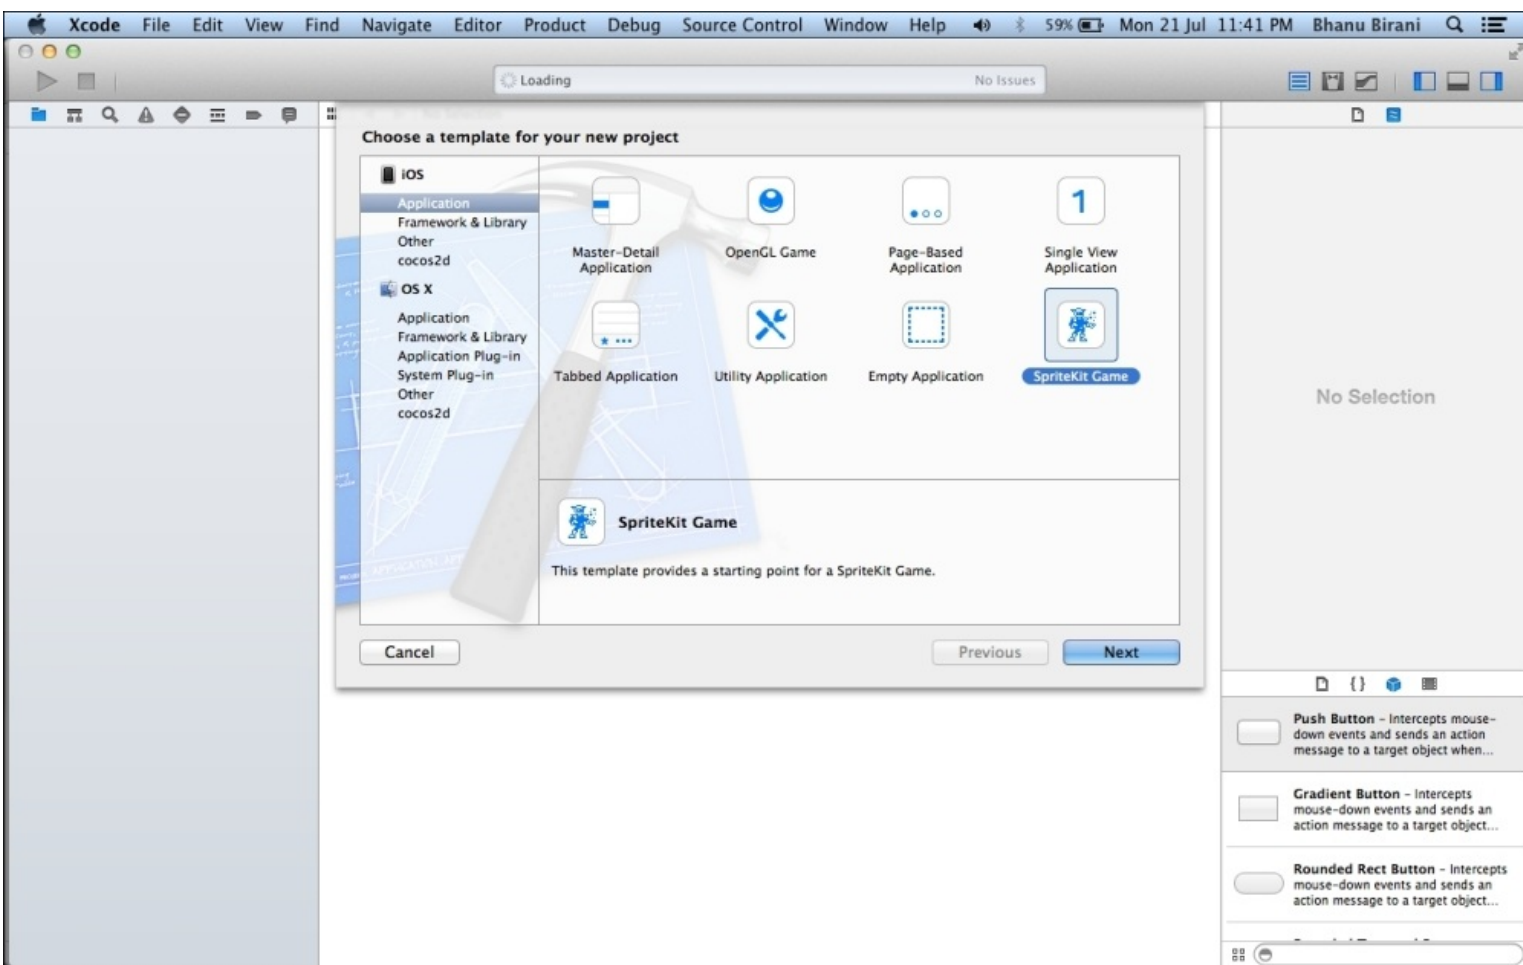 Xcode File Edit View Find Navigate Editor Product Debug Source Control Window Help 59% Mon 21 Jul 11:41 PM Bhanu Birani
Loading No Issues
No Selection
Choose a template for your new project
iOS
Application
Framework & Library
Other
cocos2d
OS X
Application
Framework & Library
Application Plug-in
System Plug-in
Other
cocos2d
Master-Detail
Application
OpenGL Game
Page-Based
Application
1
Single View
Application
Tabbed Application
Utility Application
Empty Application
SpriteKit Game
SpriteKit Game
This template provides a starting point for a SpriteKit Game.
Cancel
Previous
Next
No Selection
{}
Push Button - Intercepts mouse-
down events and sends an action
message to a target object when...
Gradient Button - Intercepts
mouse-down events and sends an
action message to a target object...
Rounded Rect Button - Intercepts
mouse-down events and sends an
action message to a target object...